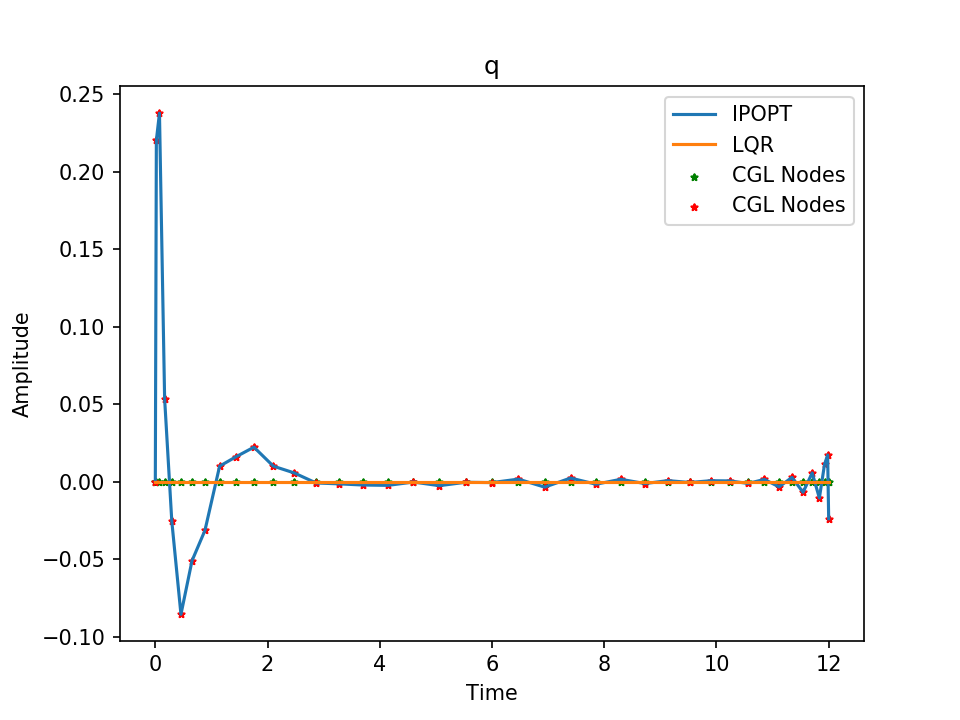 q
0.25
0.20
0.15
0.10
0.05
0.00
−0.05
−0.10
Amplitude
IPOPT
LQR
CGL Nodes
CGL Nodes
0 2 4 6 8 10 12
Time